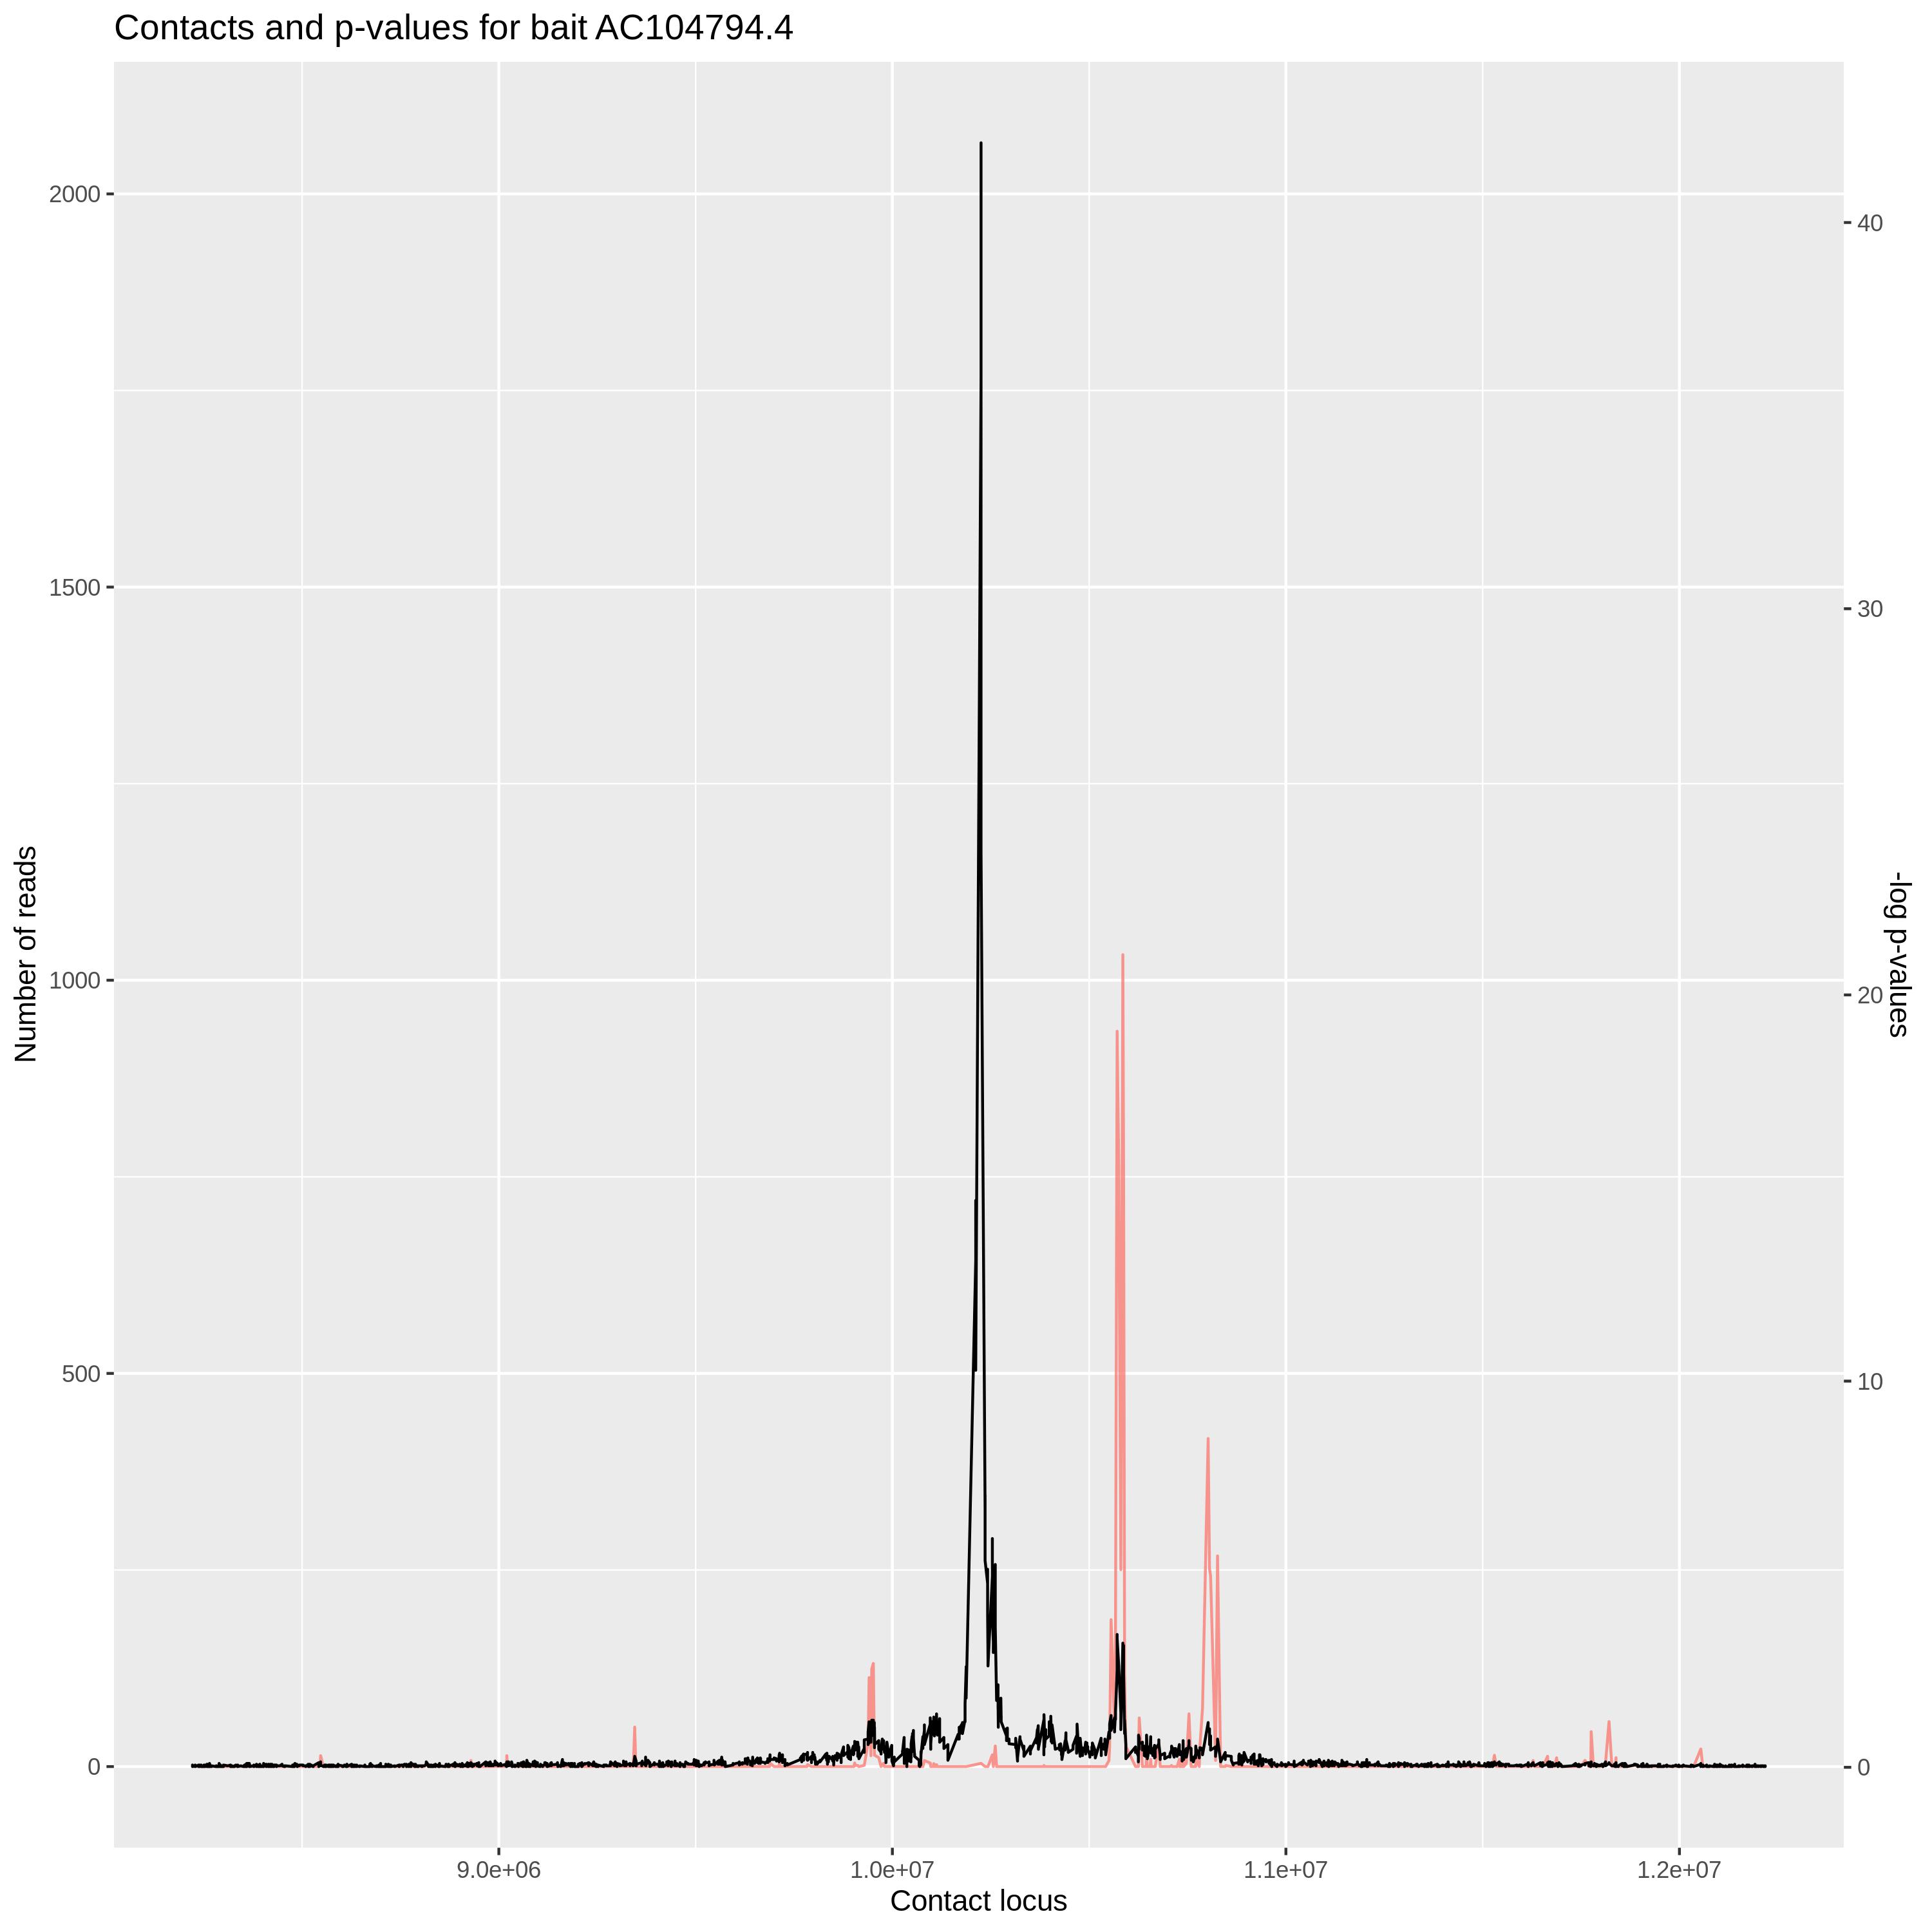 Contacts and p-values for bait AC104794.4
2000
1500
1000
500
0
Number of reads
40
30
20
10
0
-log p-values
9.0e+06
1.0e+07
1.1e+07
1.2e+07
Contact locus